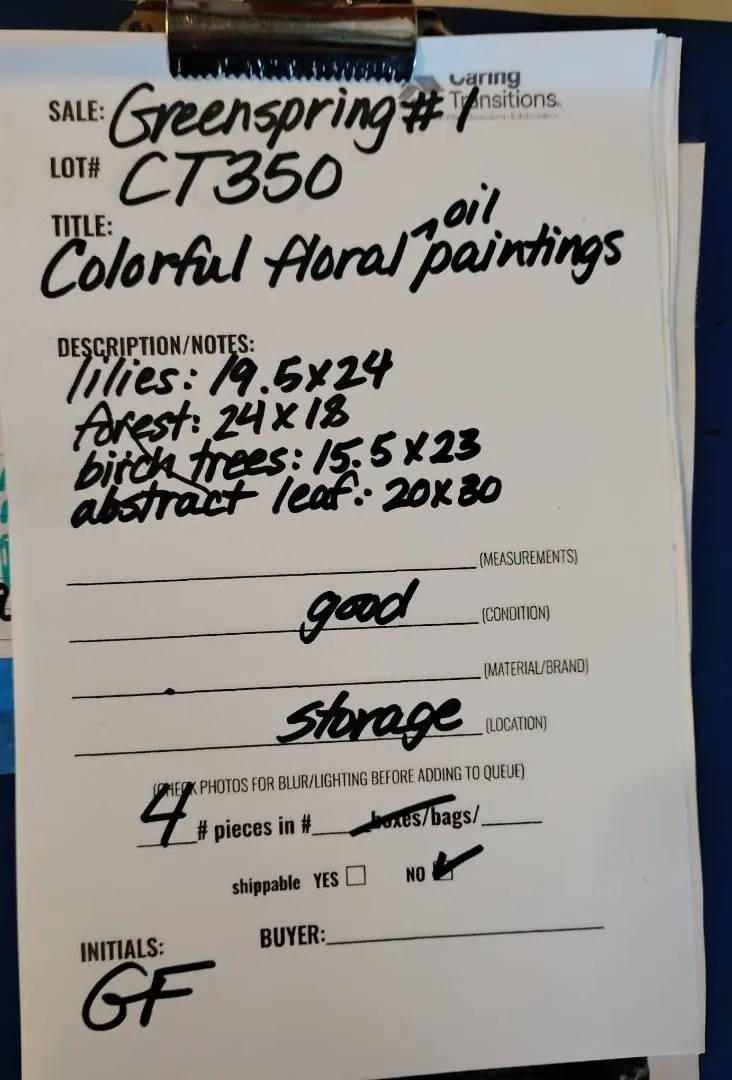 Caring
Transitions
SALE: Greenspring #1
LOT# CT350
TITLE:
Colorful floral ^ oil paintings
DESCRIPTION/NOTES:
lilies: 19.5x24
forest: 24x18
birch trees: 15.5x23
abstract leaf: 20x30
(MEASUREMENTS)
good (CONDITION)
(MATERIAL/BRAND)
storage (LOCATION)
(CHECK PHOTOS FOR BLUR/LIGHTING BEFORE ADDING TO QUEUE)
4 # pieces in # boxes/bags/
shippable YES NO
INITIALS: BUYER:
GF